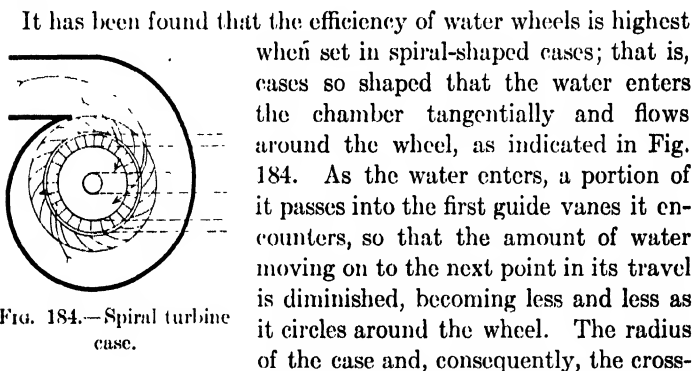 It has been found that the efficiency of water wheels is highest
when set in spiral-shaped cases; that is,
cases so shaped that the water enters
the chamber tangentially and flows
around the wheel, as indicated in Fig.
184. As the water enters, a portion of
it passes into the first guide vanes it en-
counters, so that the amount of water
moving on to the next point in its travel
is diminished, becoming less and less as
it circles around the wheel. The radius
of the case and, consequently, the cross-
FIG. 184.—Spiral turbine
case.